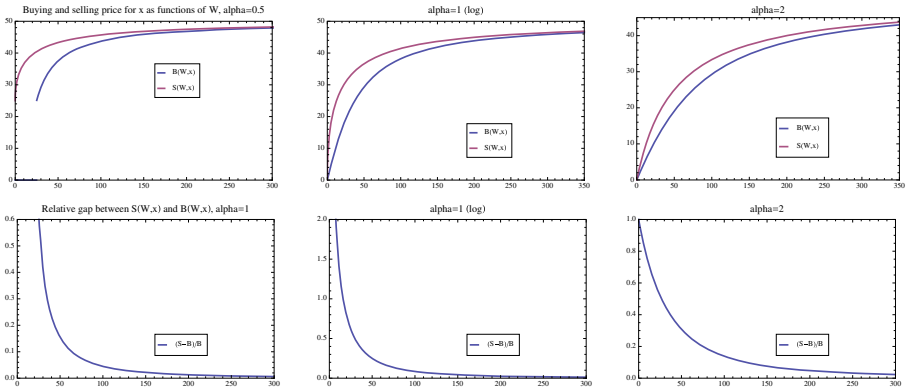 Buying and selling price for x as functions of W, alpha=0.5
50
40
30
20
10
0
0 50 100 150 200 250 300
B(W,x)
S(W,x)
alpha=1 (log)
50
40
30
20
10
0
0 50 100 150 200 250 300 350
B(W,x)
S(W,x)
alpha=2
40
30
20
10
0
0 50 100 150 200 250 300 350
B(W,x)
S(W,x)
Relative gap between S(W,x) and B(W,x), alpha=1
0.6
0.5
0.4
0.3
0.2
0.1
0.0
0 50 100 150 200 250 300
(S−B)/B
alpha=1 (log)
2.0
1.5
1.0
0.5
0.0
0 50 100 150 200 250 300
(S−B)/B
alpha=2
1.0
0.8
0.6
0.4
0.2
0.0
0 50 100 150 200 250 300
(S−B)/B